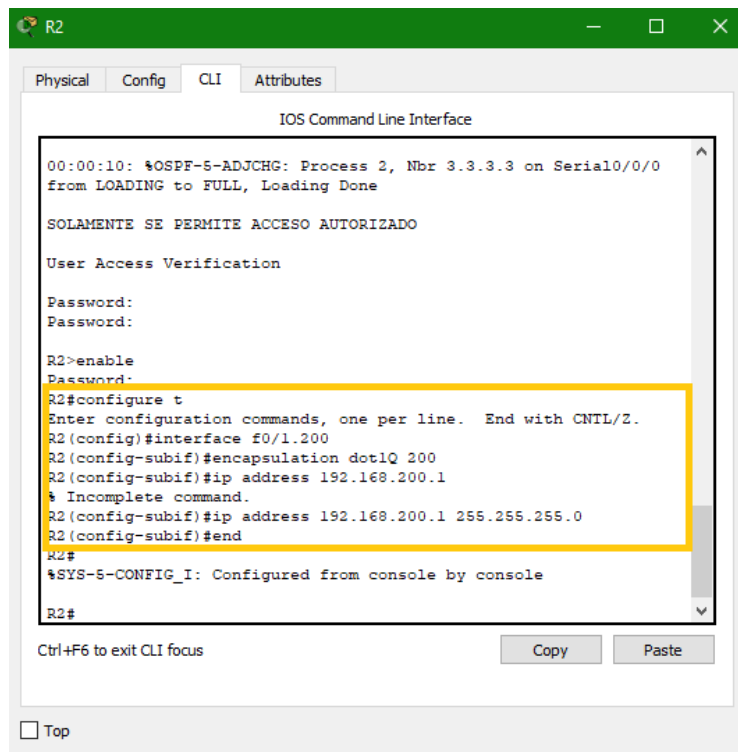 R2
Physical
Config
CLI
Attributes
IOS Command Line Interface
00:00:10: %OSPF-5-ADJCHG: Process 2, Nbr 3.3.3.3 on Serial0/0/0
from LOADING to FULL, Loading Done
SOLAMENTE SE PERMITE ACCESO AUTORIZADO
User Access Verification
Password:
Password:
R2>enable
Password:
R2#configure t
Enter configuration commands, one per line.  End with CNTL/Z.
R2(config)#interface f0/1.200
R2(config-subif)#encapsulation dot1Q 200
R2(config-subif)#ip address 192.168.200.1
% Incomplete command.
R2(config-subif)#ip address 192.168.200.1 255.255.255.0
R2(config-subif)#end
R2#
%SYS-5-CONFIG_I: Configured from console by console
R2#
Ctrl+F6 to exit CLI focus
Copy
Paste
Top